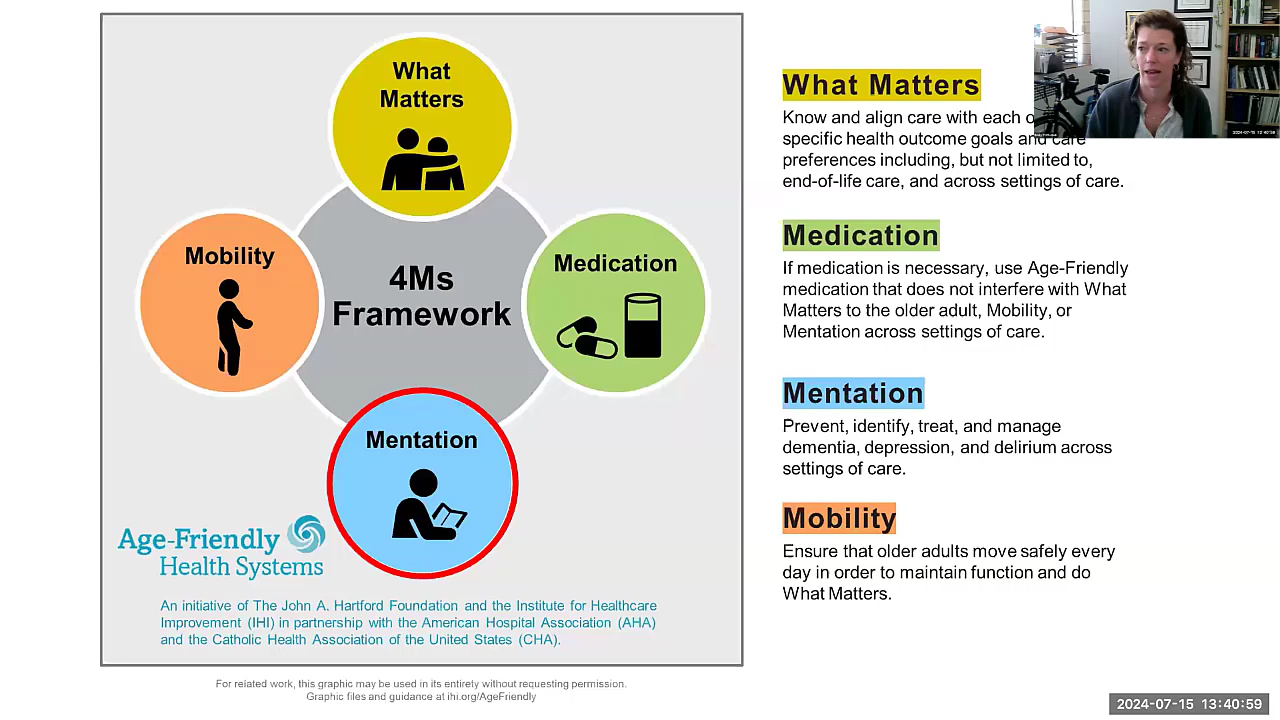 What
Matters
Mobility
4Ms
Framework
Medication
Mentation
Age-Friendly
Health Systems
An initiative of The John A. Hartford Foundation and the Institute for Healthcare
Improvement (IHI) in partnership with the American Hospital Association (AHA)
and the Catholic Health Association of the United States (CHA).
For related work, this graphic may be used in its entirety without requesting permission.
Graphic files and guidance at ihi.org/AgeFriendly
What Matters
Know and align care with each
specific health outcome goals and care
preferences including, but not limited to,
end-of-life care, and across settings of care.
Medication
If medication is necessary, use Age-Friendly
medication that does not interfere with What
Matters to the older adult, Mobility, or
Mentation across settings of care.
Mentation
Prevent, identify, treat, and manage
dementia, depression, and delirium across
settings of care.
Mobility
Ensure that older adults move safely every
day in order to maintain function and do
What Matters.
2024-07-15 13:40:59
2024-07-15 13:40:59